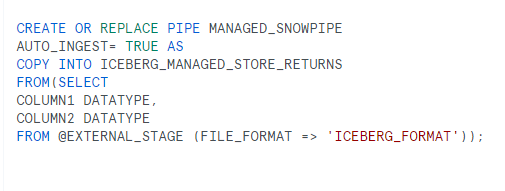 CREATE OR REPLACE PIPE MANAGED_SNOWPIPE
AUTO_INGEST= TRUE AS
COPY INTO ICEBERG_MANAGED_STORE_RETURNS
FROM(SELECT
COLUMN1 DATATYPE,
COLUMN2 DATATYPE
FROM @EXTERNAL_STAGE (FILE_FORMAT => 'ICEBERG_FORMAT'));